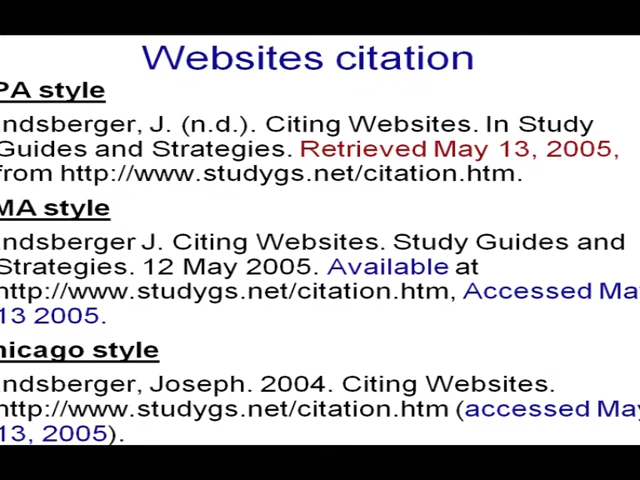 Websites citation
PA style
ndsberger, J. (n.d.). Citing Websites. In Study
Guides and Strategies. Retrieved May 13, 2005,
from http://www.studygs.net/citation.htm.
MA style
ndsberger J. Citing Websites. Study Guides and
Strategies. 12 May 2005. Available at
http://www.studygs.net/citation.htm, Accessed Ma
13 2005.
hicago style
ndsberger, Joseph. 2004. Citing Websites.
http://www.studygs.net/citation.htm (accessed May
13, 2005).